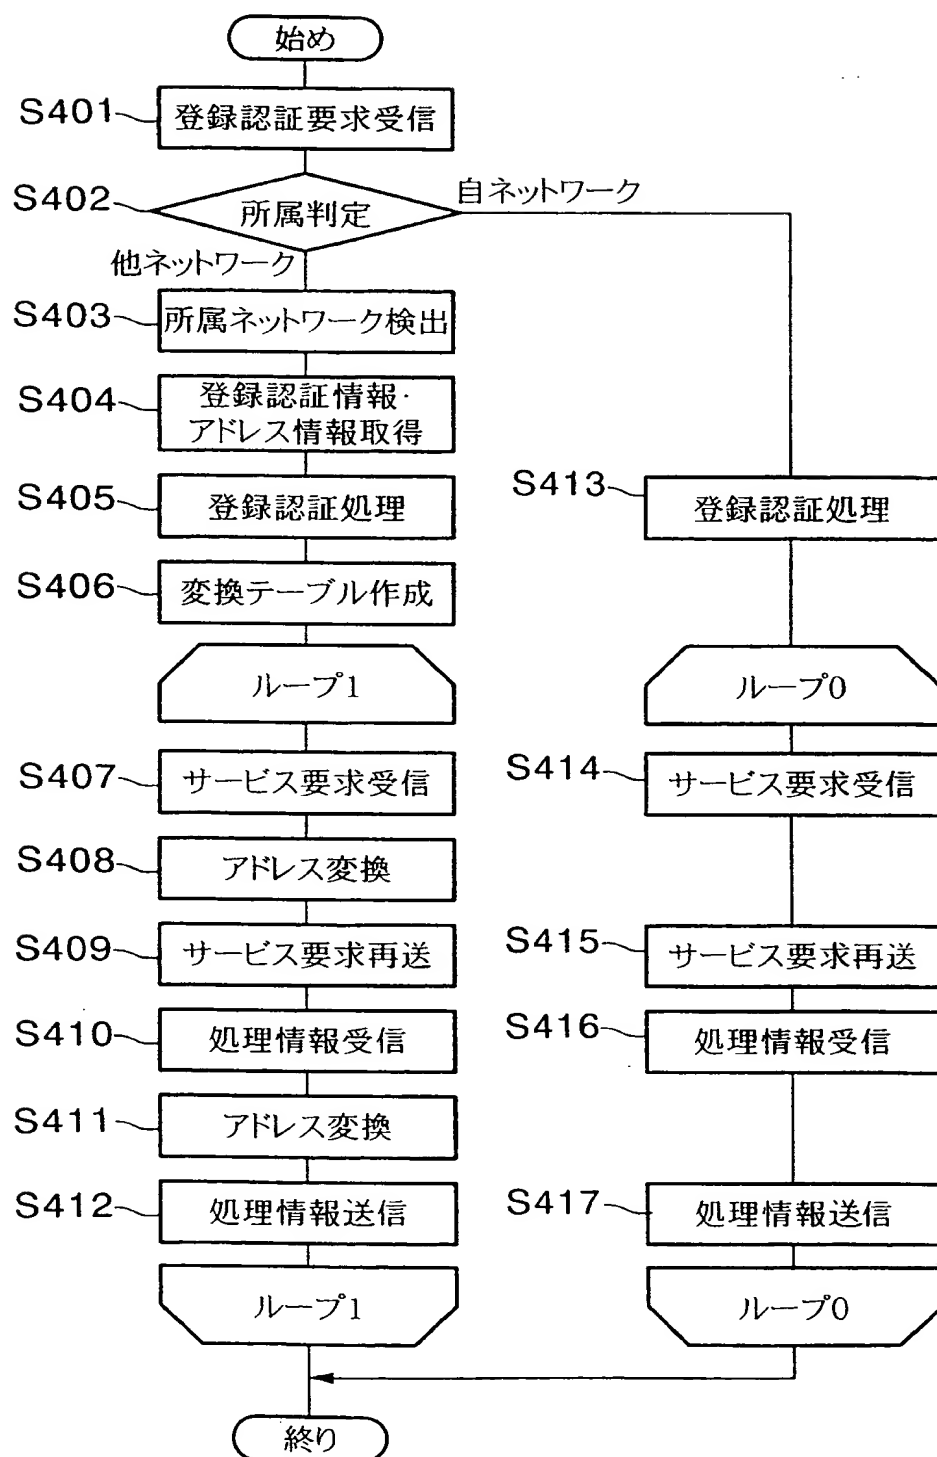 始め
S401
登録認証要求受信
S402
所属判定
自ネットワーク
他ネットワーク
S403
所属ネットワーク検出
S404
登録認証情報・
アドレス情報取得
S405
登録認証処理
S413
登録認証処理
S406
変換テーブル作成
ループ1
ループ0
S407
サービス要求受信
S414
サービス要求受信
S408
アドレス変換
S409
サービス要求再送
S415
サービス要求再送
S410
処理情報受信
S416
処理情報受信
S411
アドレス変換
S412
処理情報送信
S417
処理情報送信
ループ1
ループ0
終り